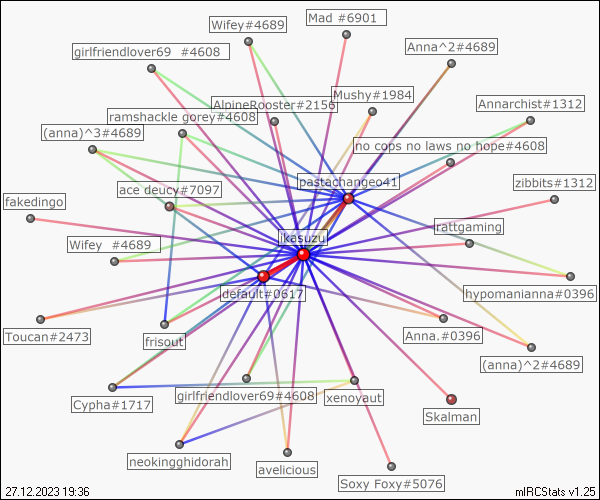 Wifey#4689
Mad #6901
girlfriendlover69 #4608
Anna^2#4689
Mushy#1984
AlpineRooster#2156
Annarchist#1312
ramshackle gorey#4608
(anna)^3#4689
no cops no laws no hope#4608
pastachangeo41
ace deucy#7097
zibbits#1312
fakedingo
rattgaming
ikasuzu
Wifey #4689
default#0617
hypomanianna#0396
Toucan#2473
frisout
Anna.#0396
(anna)^2#4689
girlfriendlover69#4608
xenoyaut
Cypha#1717
Skalman
neokingghidorah
avelicious
Soxy Foxy#5076
27.12.2023 19:36
mIRCStats v1.25